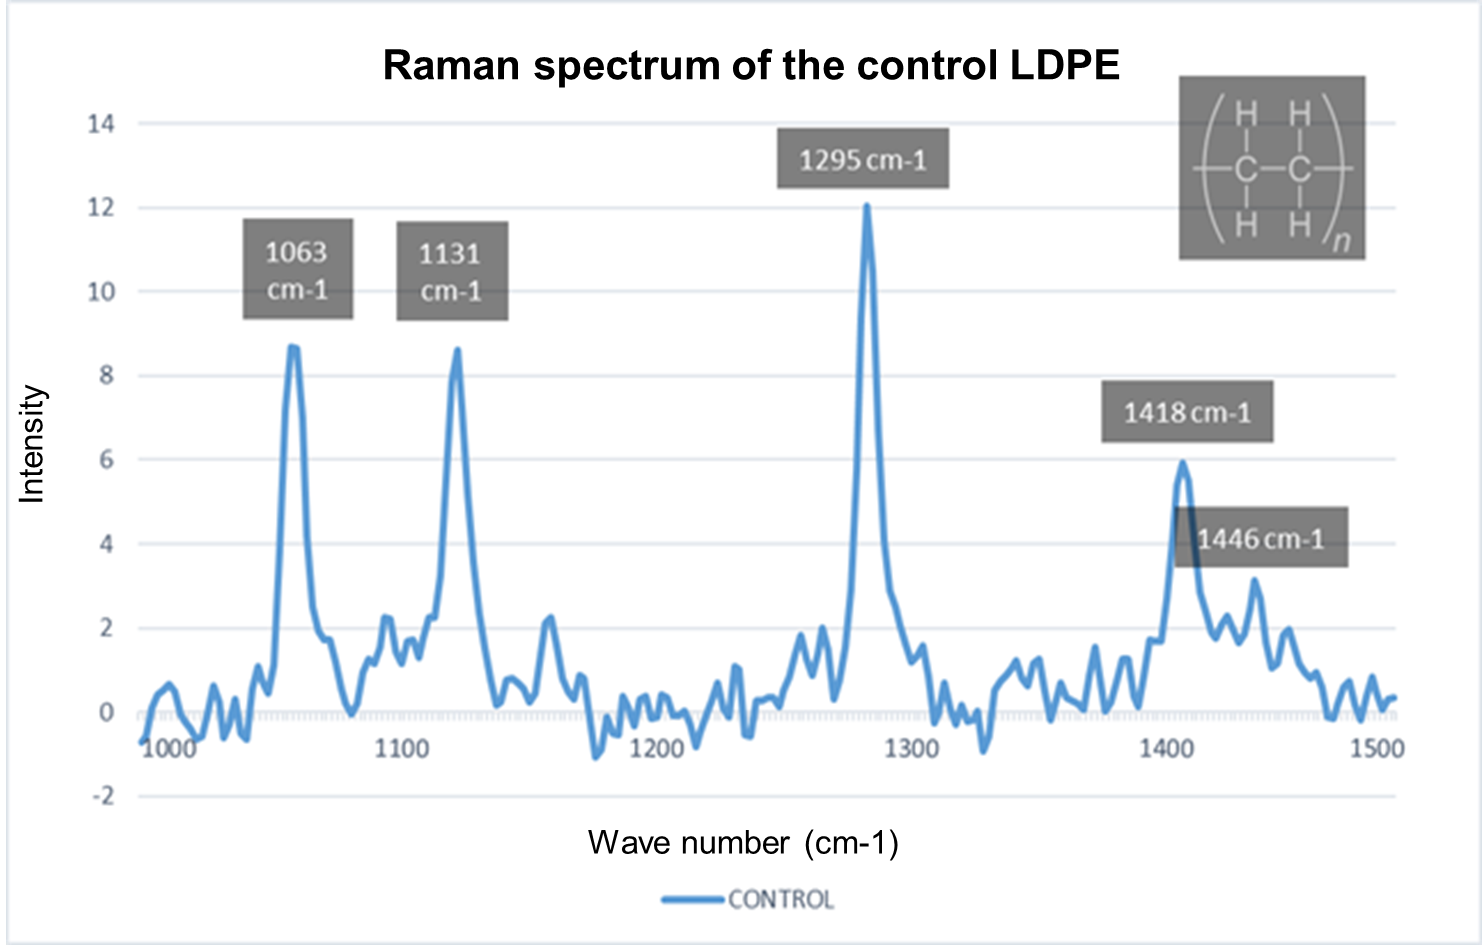 Raman spectrum of the control LDPE
14
12
10
8
6
4
2
0
-2
Intensity
1063
cm-1
1131
cm-1
1295 cm-1
1418 cm-1
1446 cm-1
H H
C C
H H
n
1000 1100 1200 1300 1400 1500
Wave number (cm-1)
CONTROL